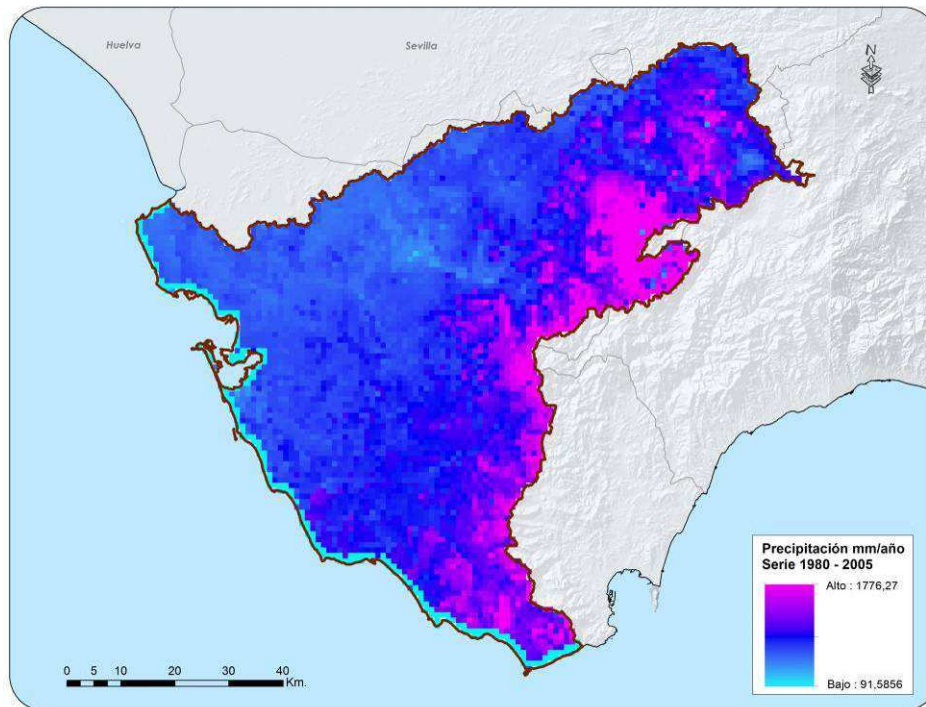 Huelva
Sevilla
N
Precipitación mm/año
Serie 1980 - 2005
Alto : 1776,27
Bajo : 91,5856
0 5 10 20 30 40
Km.